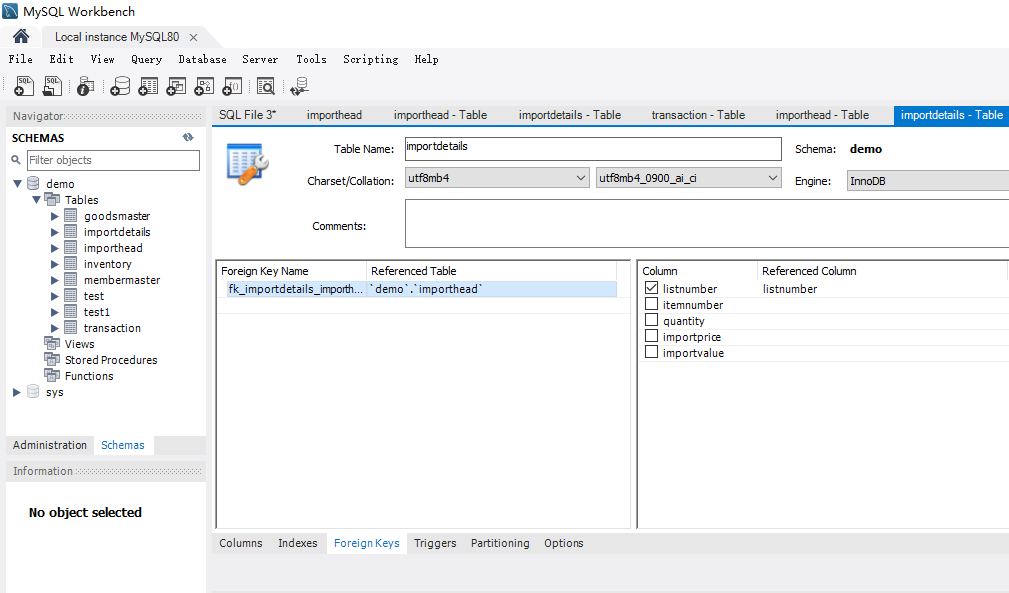 MySQL Workbench
Local instance MySQL80
File Edit View Query Database Server Tools Scripting Help
Navigator
SCHEMAS
Filter objects
demo
Tables
goodsmaster
importdetails
importhead
inventory
membermaster
test
test1
transaction
Views
Stored Procedures
Functions
sys
Administration Schemas
Information
No object selected
SQL File 3* importhead importhead - Table importdetails - Table transaction - Table importhead - Table importdetails - Table
Table Name: importdetails Schema: demo
Charset/Collation: utf8mb4 utf8mb4_0900_ai_ci Engine: InnoDB
Comments:
Foreign Key Name Referenced Table
fk_importdetails_importh... `demo`.`importhead`
Column Referenced Column
listnumber listnumber
itemnumber
quantity
importprice
importvalue
Columns Indexes Foreign Keys Triggers Partitioning Options